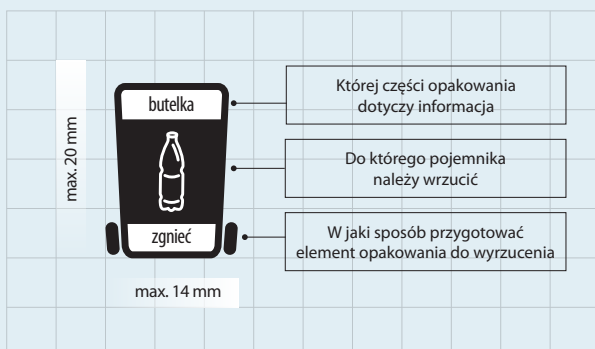 butelka
zgnieć
max. 20 mm
max. 14 mm
Której części opakowania
dotyczy informacja
Do którego pojemnika
należy wrzucić
W jaki sposób przygotować
element opakowania do wyrzucenia